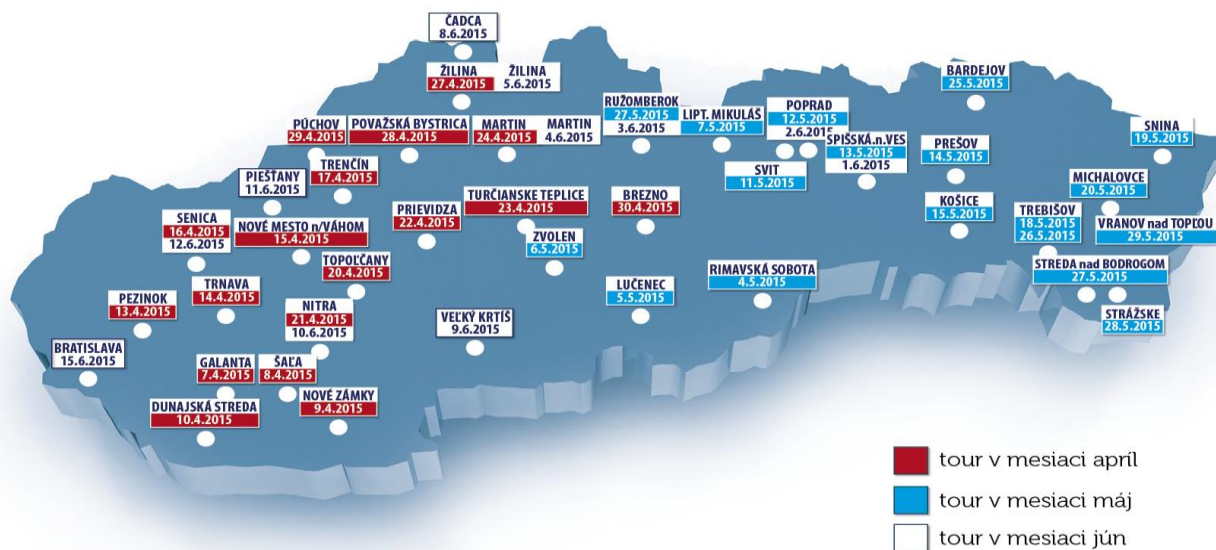 ČADCA
8.6.2015
ŽILINA
27.4.2015
ŽILINA
5.6.2015
BARDEJOV
25.5.2015
RUŽOMBEROK
27.5.2015
3.6.2015
LIPT. MIKULÁŠ
7.5.2015
POPRAD
12.5.2015
2.6.2015
PÚCHOV
29.4.2015
POVAŽSKÁ BYSTRICA
28.4.2015
MARTIN
24.4.2015
MARTIN
4.6.2015
SNINA
19.5.2015
SPIŠSKÁ.n.VES
13.5.2015
1.6.2015
PREŠOV
14.5.2015
TRENČÍN
17.4.2015
SVIT
11.5.2015
PIEŠŤANY
11.6.2015
MICHALOVCE
20.5.2015
TURČIANSKE TEPLICE
23.4.2015
BREZNO
30.4.2015
KOŠICE
15.5.2015
PRIEVIDZA
22.4.2015
TREBIŠOV
18.5.2015
26.5.2015
SENICA
16.4.2015
12.6.2015
NOVÉ MESTO n/VÁHOM
15.4.2015
VRANOV nad TOPĽOU
29.5.2015
ZVOLEN
6.5.2015
TOPOĽČANY
20.4.2015
STREDA nad BODROGOM
27.5.2015
RIMAVSKÁ SOBOTA
4.5.2015
TRNAVA
14.4.2015
LUČENEC
5.5.2015
PEZINOK
13.4.2015
NITRA
21.4.2015
10.6.2015
STRÁŽSKE
28.5.2015
VEĽKÝ KRTÍŠ
9.6.2015
BRATISLAVA
15.6.2015
GALANTA
7.4.2015
ŠAĽA
8.4.2015
NOVÉ ZÁMKY
9.4.2015
DUNAJSKÁ STREDA
10.4.2015
tour v mesiaci apríl
tour v mesiaci máj
tour v mesiaci jún